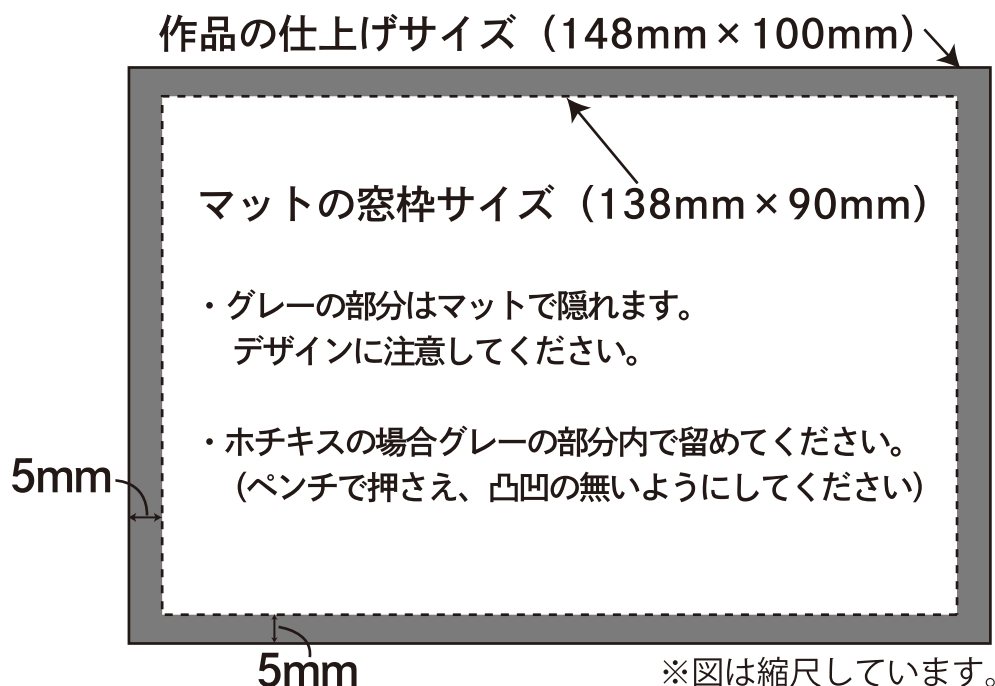 作品の仕上げサイズ（148mm×100mm）
マットの窓枠サイズ（138mm×90mm）
・グレーの部分はマットで隠れます。
デザインに注意してください。
・ホチキスの場合グレーの部分内で留めてください。
（ペンチで押さえ、凸凹の無いようにしてください）
5mm
5mm
※図は縮尺しています。